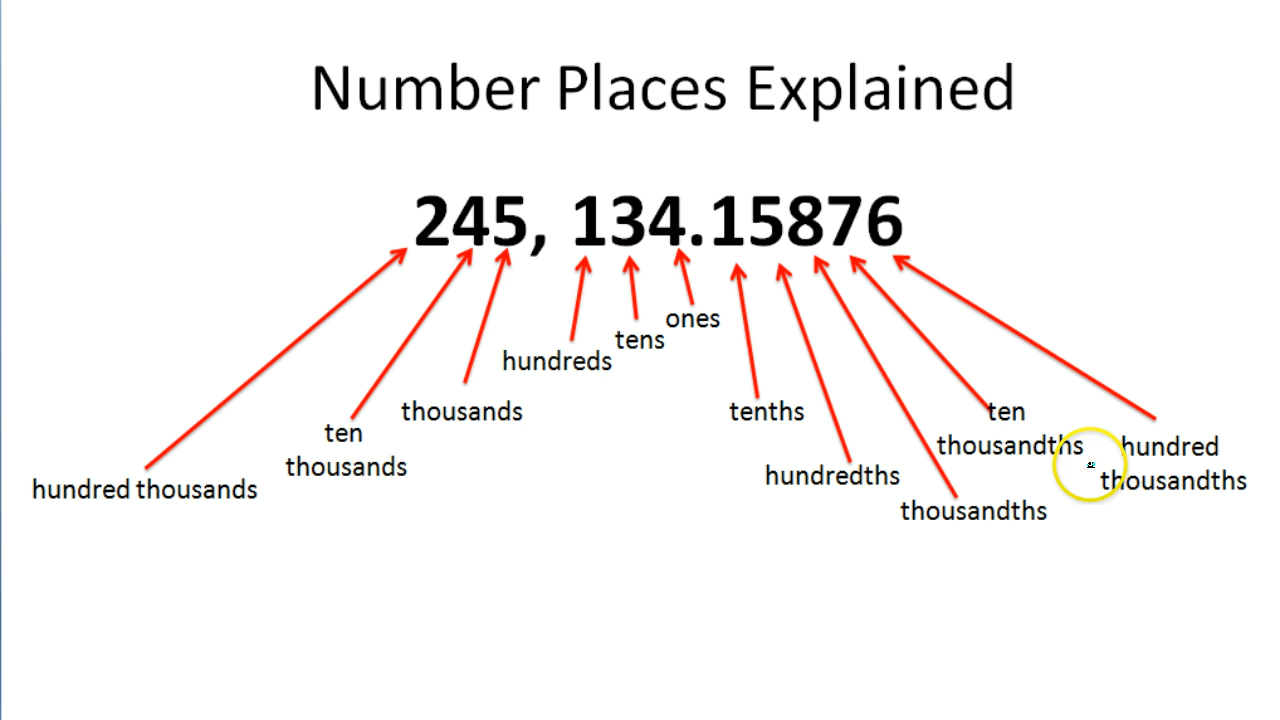 Number Places Explained
245, 134.15876
ones
tens
hundreds
thousands
tenths
ten
thousands
ten
thousandths
hundred thousands
hundredths
hundred
thousandths
thousandths